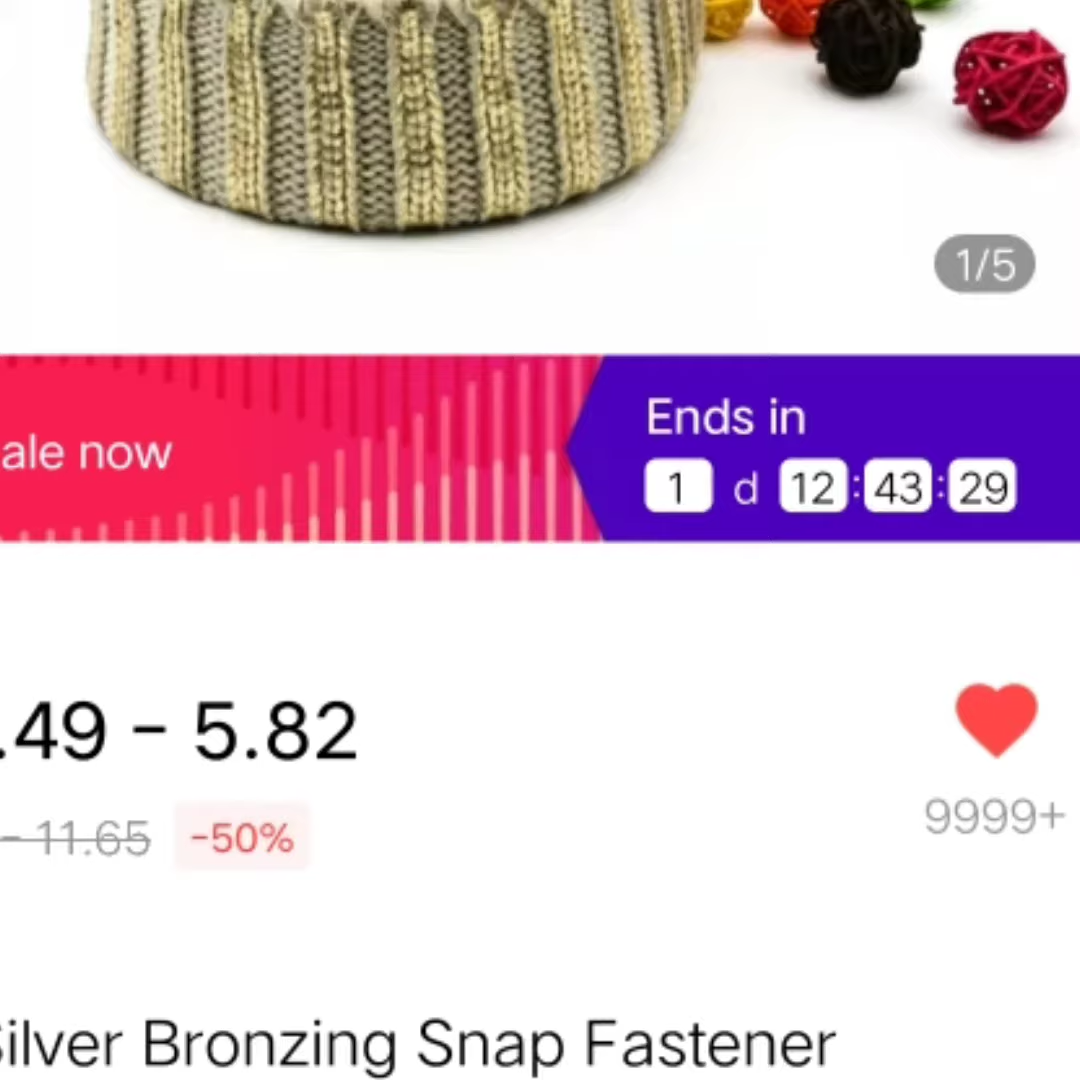 1/5
ale now
Ends in
1 d 12:43:29
.49 - 5.82
9999+
- 11.65 -50%
Silver Bronzing Snap Fastener